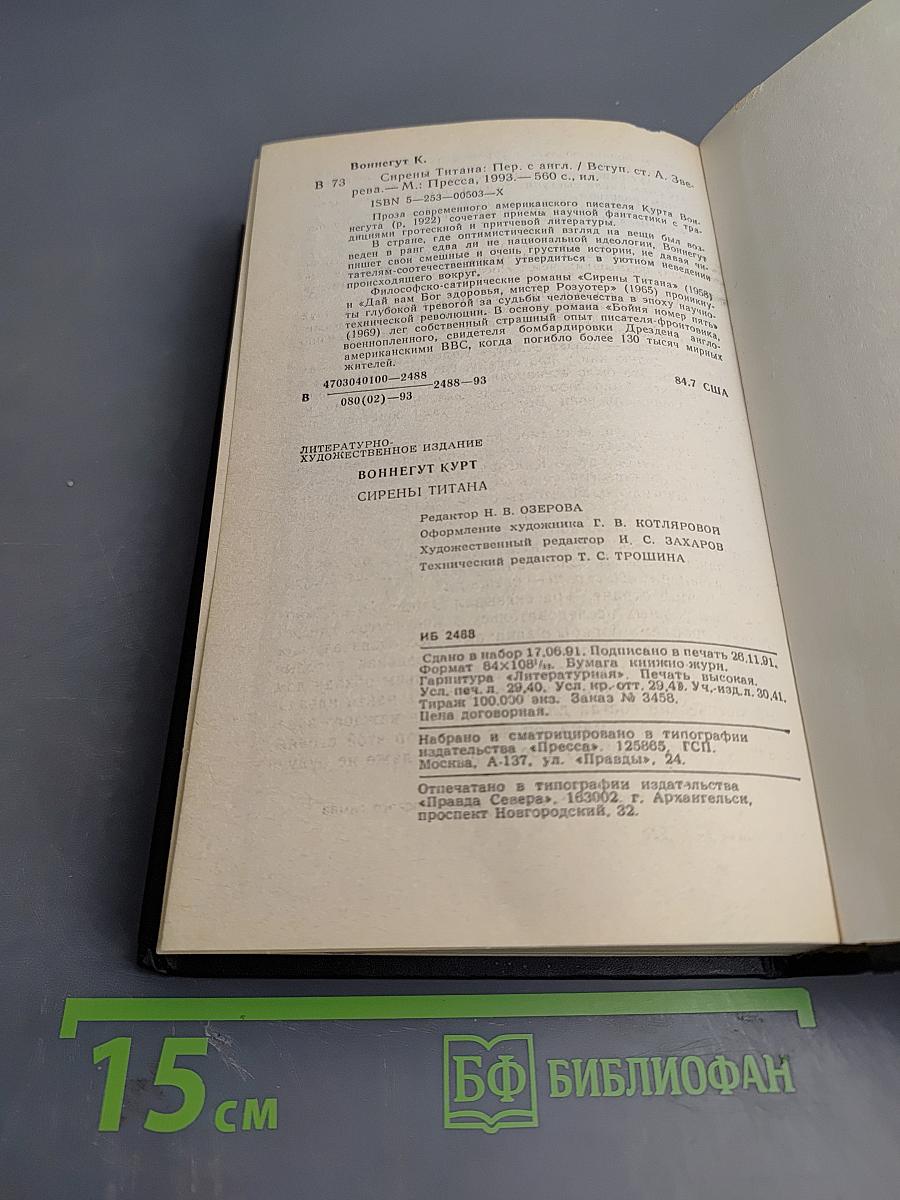 Воннегут К.
В 73 Сирены Титана: Пер. с англ. / Вступ. ст. А. Зве-
рева.— М.: Пресса, 1993.— 560 с., ил.
ISBN 5—253—00503—X
Проза современного американского писателя Курта Вон-
негута (р. 1922) сочетает приемы научной фантастики с тра-
дициями гротескной и притчевой литературы.
В стране, где оптимистический взгляд на вещи был воз-
веден в ранг едва ли не национальной идеологии, Воннегут
пишет свои смешные и очень грустные истории, не давая чи-
тателям-соотечественникам утвердиться в уютном неведении
происходящего вокруг.
Философско-сатирические романы «Сирены Титана» (1958)
и «Дай вам Бог здоровья, мистер Розуотер» (1965) проникну-
ты глубокой тревогой за судьбы человечества в эпоху научно-
технической революции. В основу романа «Бойня номер пять»
(1969) лег собственный страшный опыт писателя-фронтовика,
военнопленного, свидетеля бомбардировки Дрездена англо-
американскими ВВС, когда погибло более 130 тысяч мирных
жителей.
В 4703040100—2488
080(02)—93
2488—93
84.7 США
ЛИТЕРАТУРНО-
ХУДОЖЕСТВЕННОЕ ИЗДАНИЕ
ВОННЕГУТ КУРТ
СИРЕНЫ ТИТАНА
Редактор Н. В. ОЗЕРОВА
Оформление художника Г. В. КОТЛЯРОВОЙ
Художественный редактор И. С. ЗАХАРОВ
Технический редактор Т. С. ТРОШИНА
ИБ 2488
Сдано в набор 17.06.91. Подписано в печать 26.11.91.
Формат 84×108¹/₃₂. Бумага книжно-журн.
Гарнитура «Литературная». Печать высокая.
Усл. печ. л. 29,40. Усл. кр.-отт. 29,40. Уч.-изд. л. 30,41.
Тираж 100.000 экз. Заказ № 3458.
Цена договорная.
Набрано и сматрицировано в типографии
издательства «Пресса». 125865, ГСП,
Москва, А-137, ул. «Правды», 24.
Отпечатано в типографии издательства
«Правда Севера». 163002. г. Архангельск,
проспект Новгородский, 32.
15 см
БФ БИБЛИОФАН